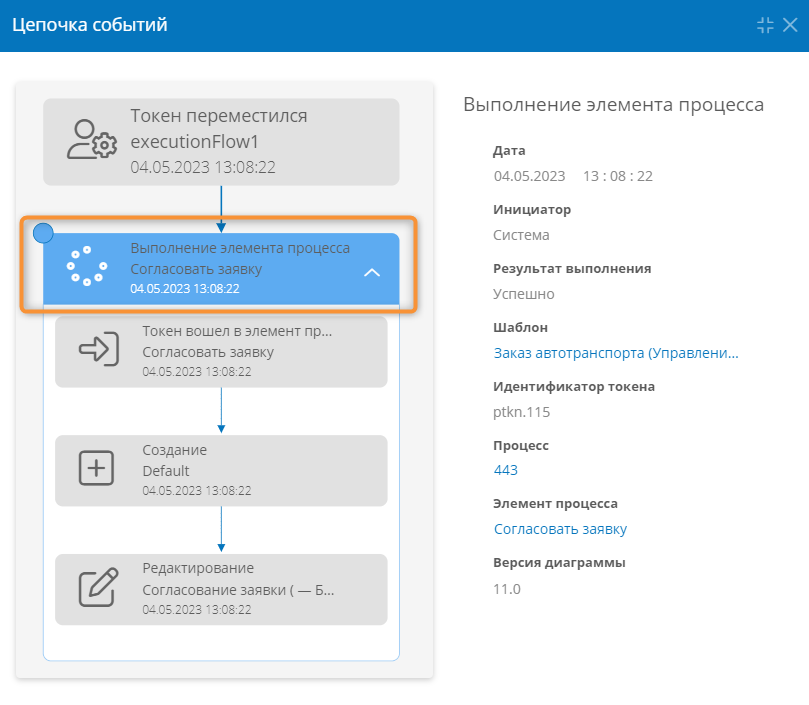 Цепочка событий
Токен переместился
executionFlow1
04.05.2023 13:08:22
Выполнение элемента процесса
Согласовать заявку
04.05.2023 13:08:22
Токен вошел в элемент пр...
Согласовать заявку
04.05.2023 13:08:22
Создание
Default
04.05.2023 13:08:22
Редактирование
Согласование заявки ( — Б...
04.05.2023 13:08:22
Выполнение элемента процесса
Дата
04.05.2023 13 : 08 : 22
Инициатор
Система
Результат выполнения
Успешно
Шаблон
Заказ автотранспорта (Управлени...
Идентификатор токена
ptkn.115
Процесс
443
Элемент процесса
Согласовать заявку
Версия диаграммы
11.0